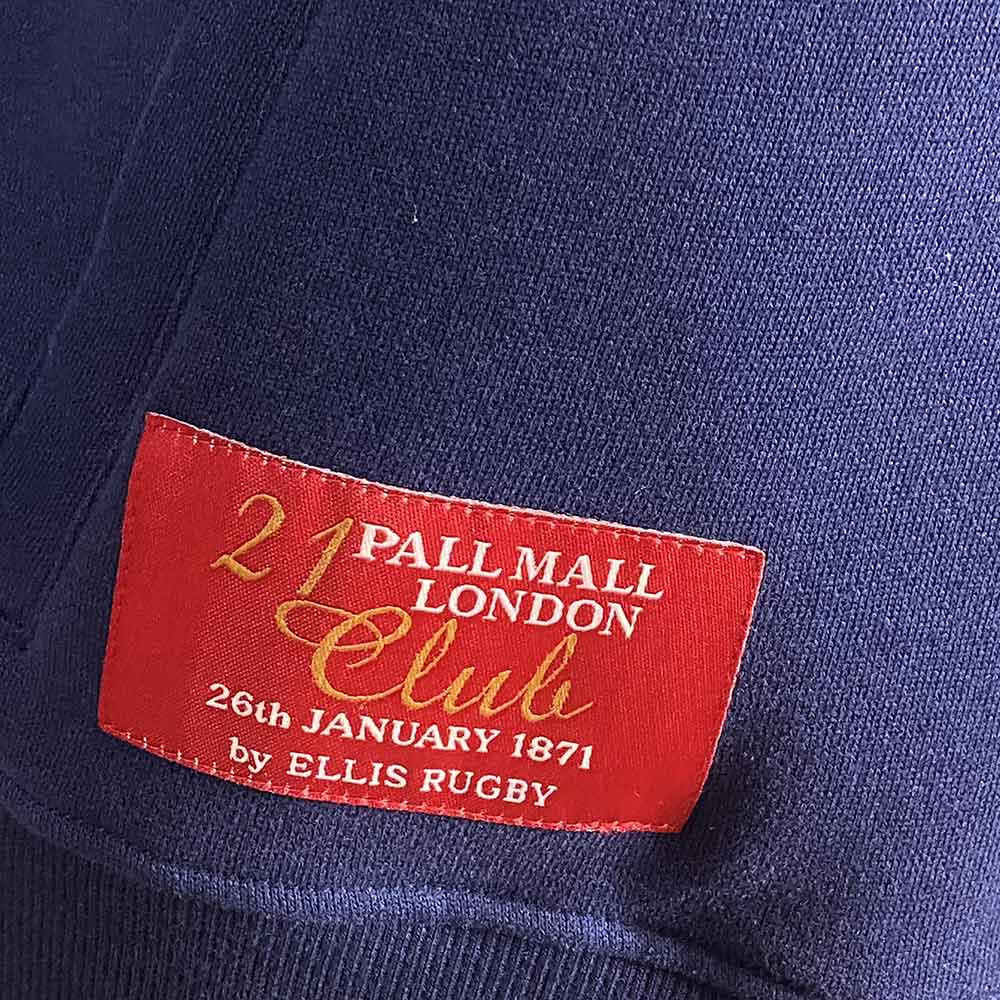 21 PALL MALL
LONDON
Club
26th JANUARY 1871
by ELLIS RUGBY